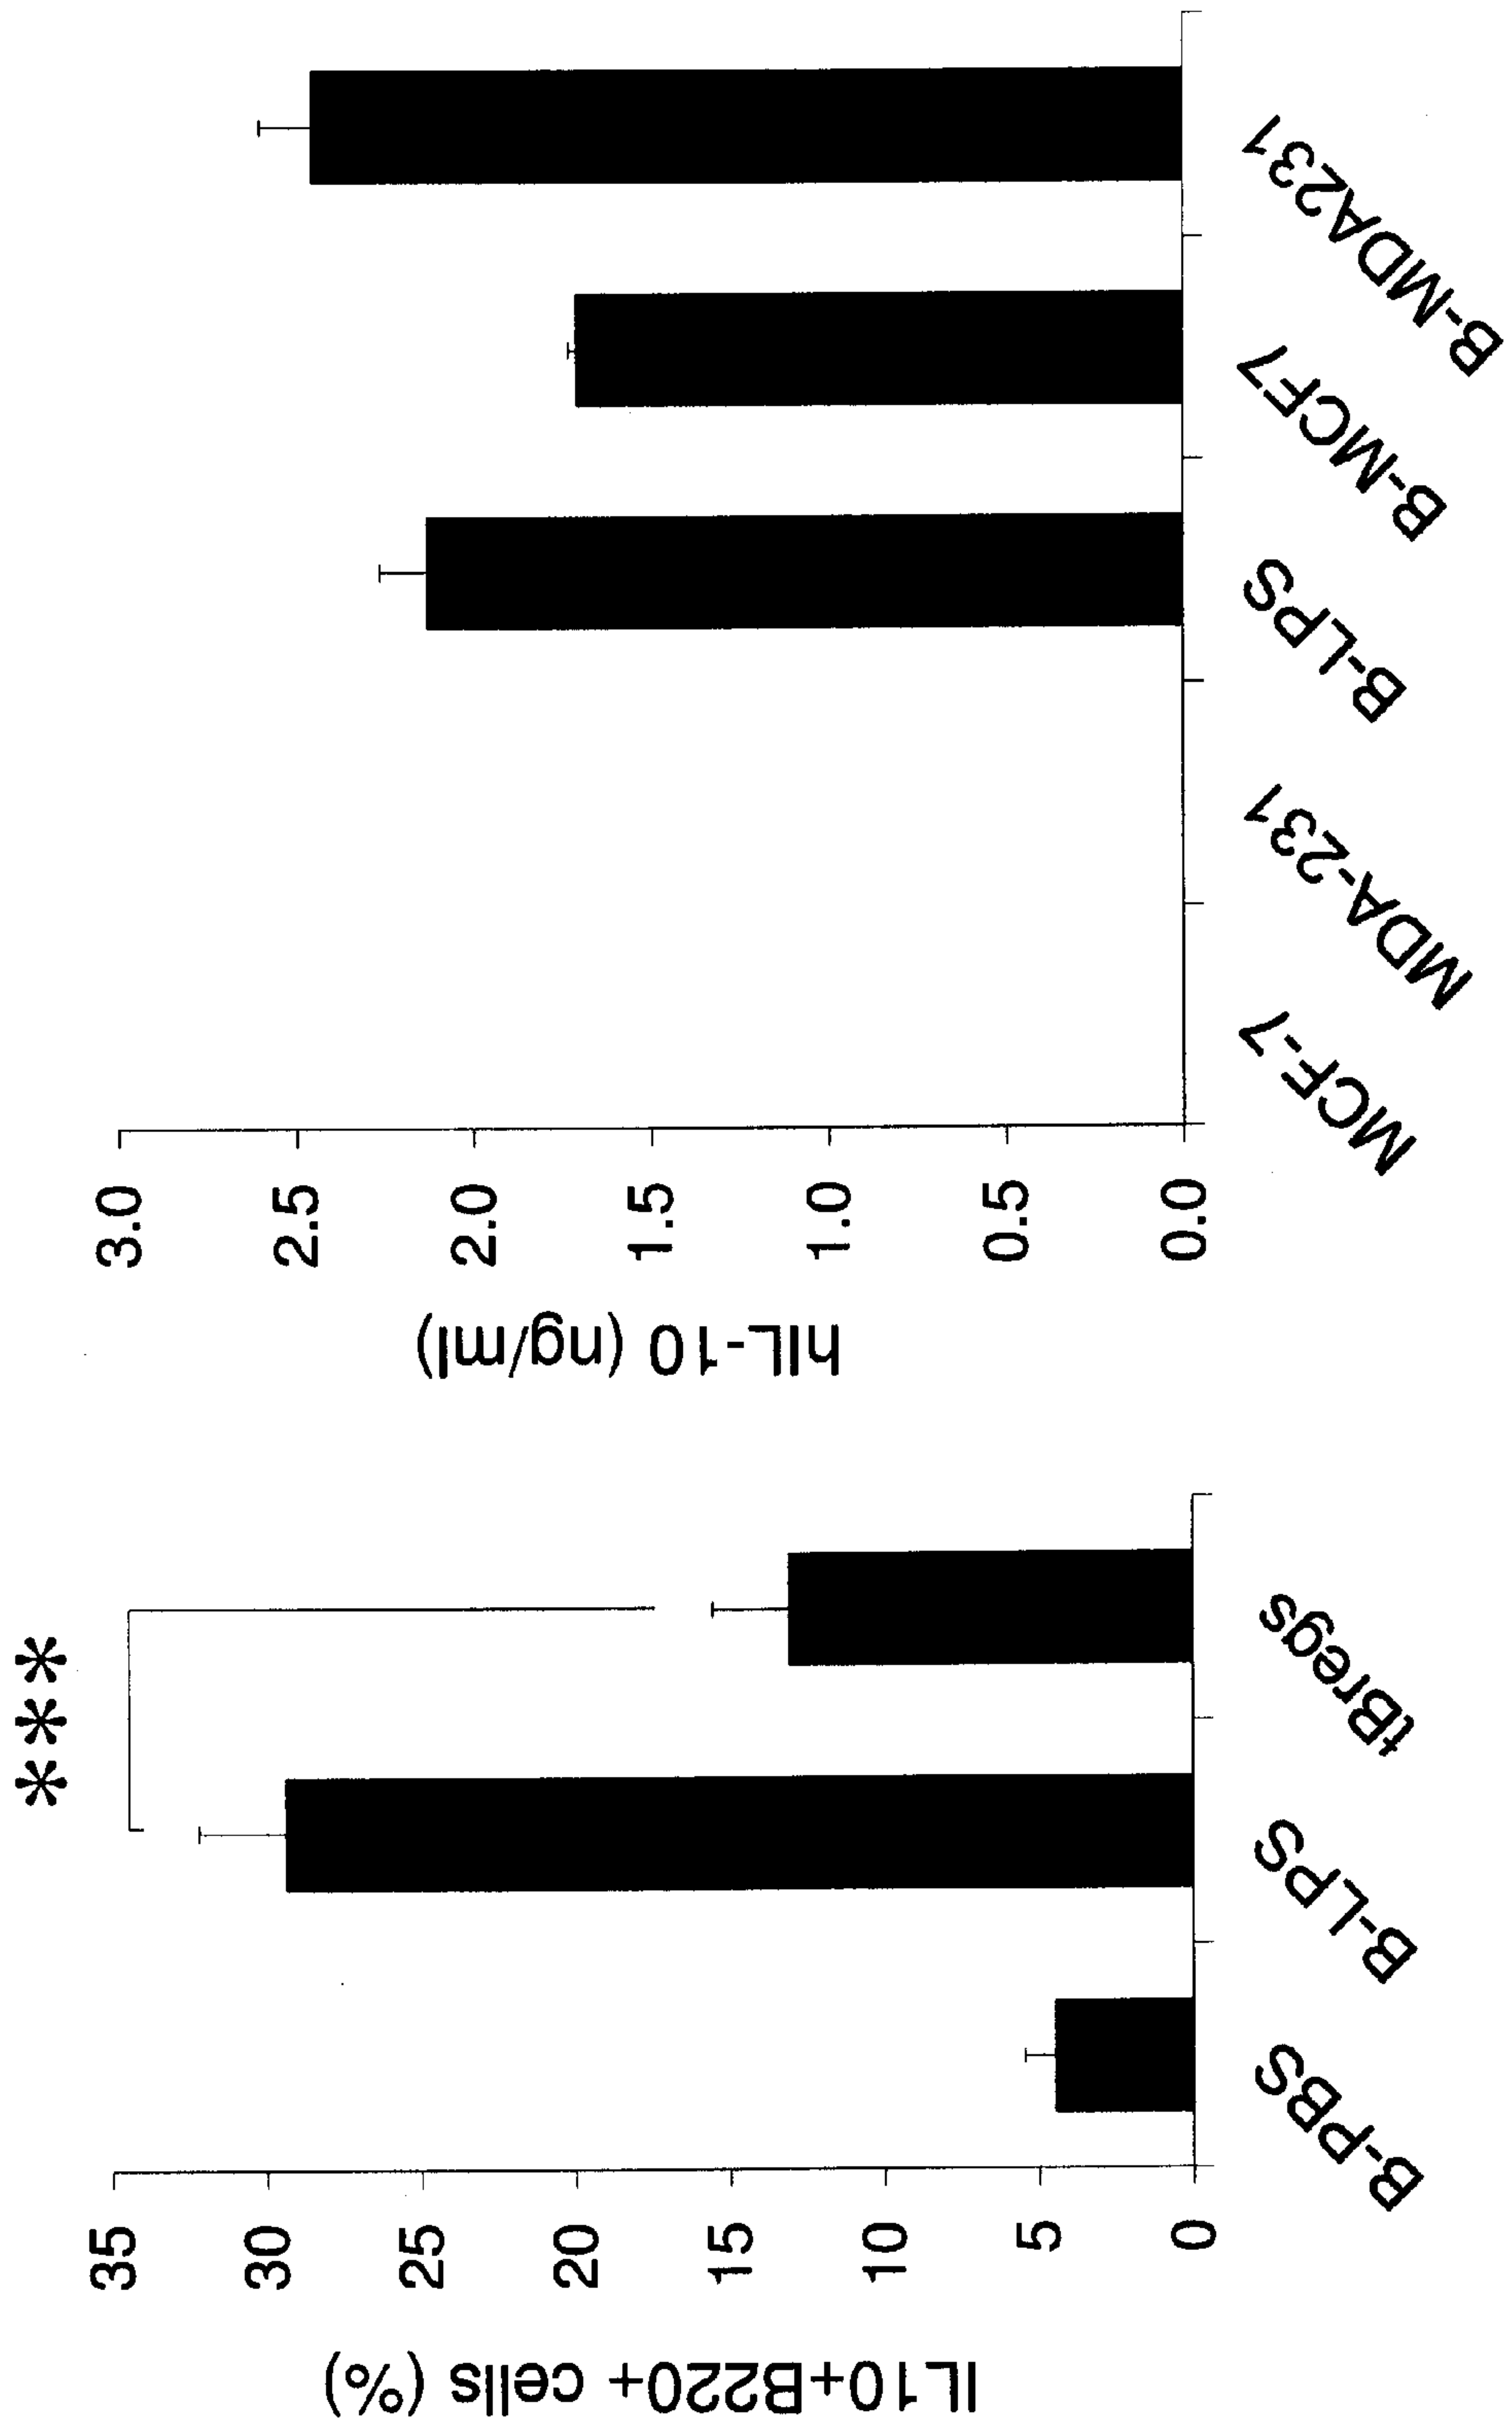 ***
IL10+B220+ cells (%)
35
30
25
20
15
10
5
0
B-PBS
B-LPS
tBregs
hIL-10 (ng/ml)
3.0
2.5
2.0
1.5
1.0
0.5
0.0
MCF-7
MDA-231
B-LPS
B-MCF7
B-MDA231